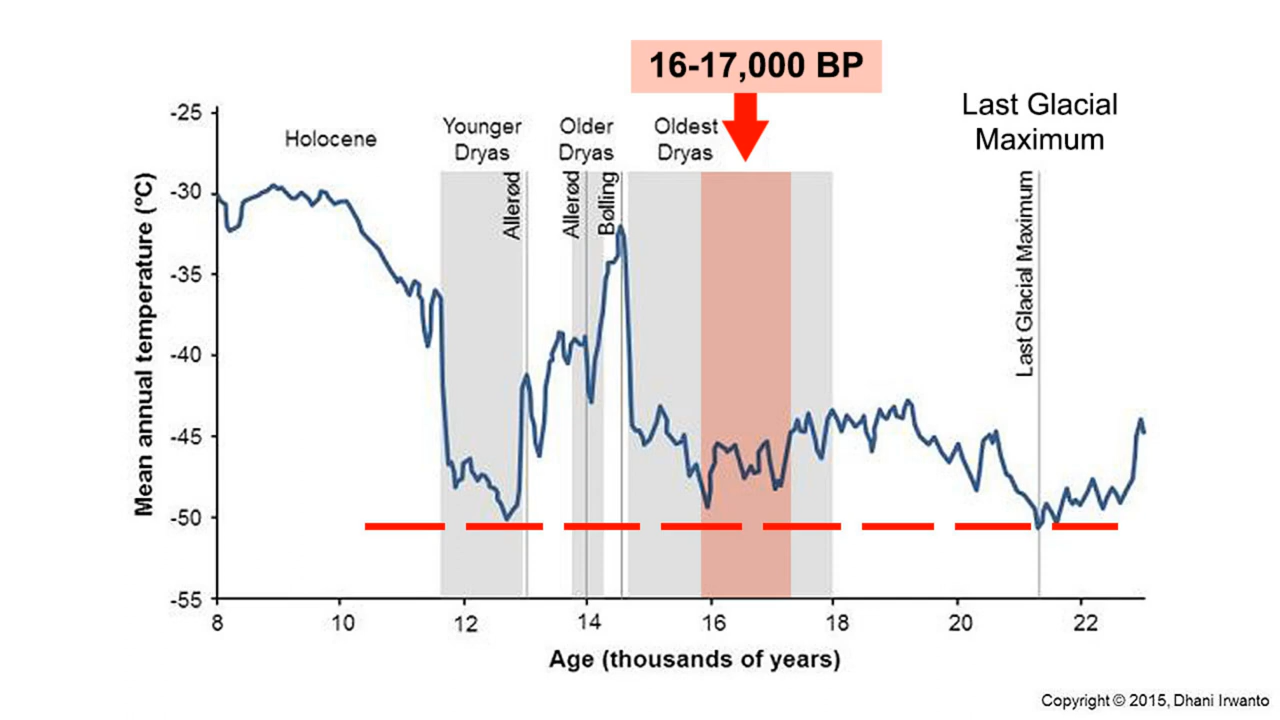 16-17,000 BP
Last Glacial
Maximum
Holocene
Younger
Dryas
Older
Dryas
Oldest
Dryas
Allerød
Allerød
Bølling
Last Glacial Maximum
Mean annual temperature (°C)
-25
-30
-35
-40
-45
-50
-55
8
10
12
14
16
18
20
22
Age (thousands of years)
Copyright © 2015, Dhani Irwanto